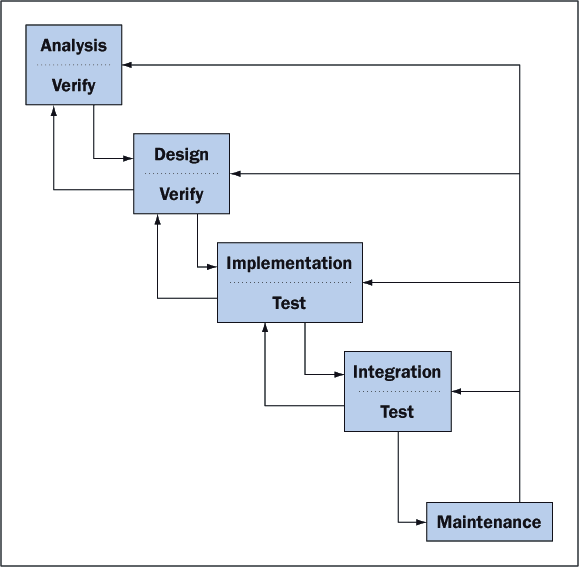 Analysis
Verify
Design
Verify
Implementation
Test
Integration
Test
Maintenance